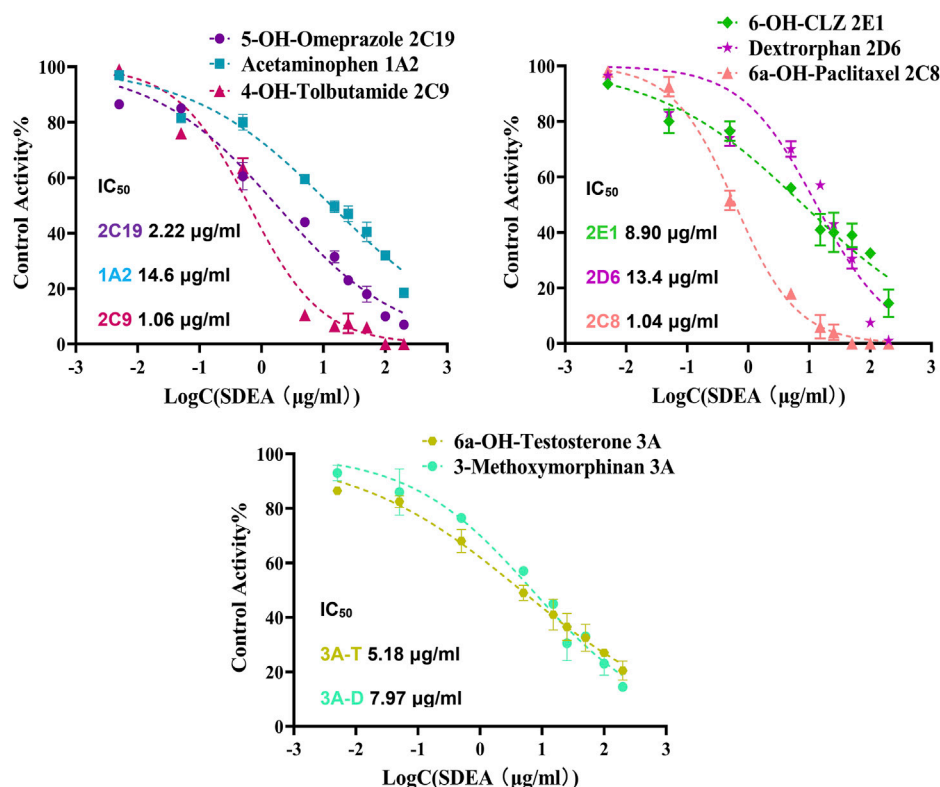 5-OH-Omeprazole 2C19
Acetaminophen 1A2
4-OH-Tolbutamide 2C9
Control Activity%
100
80
60
40
20
0
IC50
2C19 2.22 μg/ml
1A2 14.6 μg/ml
2C9 1.06 μg/ml
-3 -2 -1 0 1 2 3
LogC(SDEA（μg/ml))
6-OH-CLZ 2E1
Dextrorphan 2D6
6a-OH-Paclitaxel 2C8
Control Activity%
100
80
60
40
20
0
IC50
2E1 8.90 μg/ml
2D6 13.4 μg/ml
2C8 1.04 μg/ml
-3 -2 -1 0 1 2 3
LogC(SDEA（μg/ml))
6a-OH-Testosterone 3A
3-Methoxymorphinan 3A
Control Activity%
100
80
60
40
20
0
IC50
3A-T 5.18 μg/ml
3A-D 7.97 μg/ml
-3 -2 -1 0 1 2 3
LogC(SDEA（μg/ml))